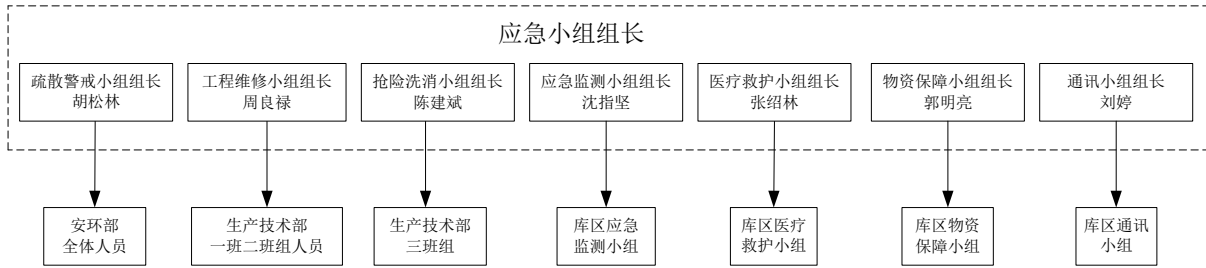 应急小组组长
疏散警戒小组组长
胡松林
工程维修小组组长
周良禄
抢险洗消小组组长
陈建斌
应急监测小组组长
沈指坚
医疗救护小组组长
张绍林
物资保障小组组长
郭明亮
通讯小组组长
刘婷
安环部
全体人员
生产技术部
一班二班组人员
生产技术部
三班组
库区应急
监测小组
库区医疗
救护小组
库区物资
保障小组
库区通讯
小组